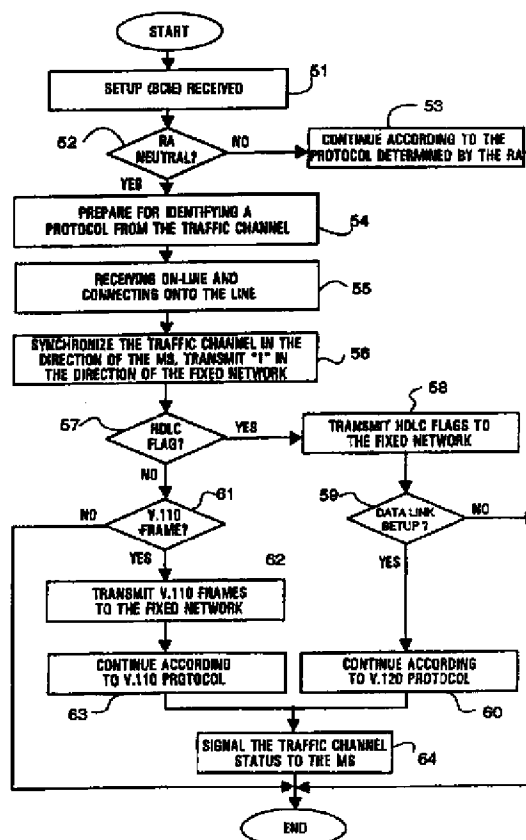 START
51
SETUP (BCIE) RECEIVED
52
RA
NEUTRAL?
NO
YES
53
CONTINUE ACCORDING TO THE
PROTOCOL DETERMINED BY THE RA
PREPARE FOR IDENTIFYING A
PROTOCOL FROM THE TRAFFIC CHANNEL
54
RECEIVING ON-LINE AND
CONNECTING ONTO THE LINE
55
SYNCHRONIZE THE TRAFFIC CHANNEL IN THE
DIRECTION OF THE MS, TRANSMIT "1" IN
THE DIRECTION OF THE FIXED NETWORK
56
57
HDLC
FLAG?
YES
NO
58
TRANSMIT HDLC FLAGS TO
THE FIXED NETWORK
59
DATA LINK
SETUP?
NO
YES
61
V.110
-FRAME?
NO
YES
62
TRANSMIT V.110 FRAMES
TO THE FIXED NETWORK
CONTINUE ACCORDING
TO V.110 PROTOCOL
63
CONTINUE ACCORDING
TO V.120 PROTOCOL
60
SIGNAL THE TRAFFIC CHANNEL
STATUS TO THE MS
64
END